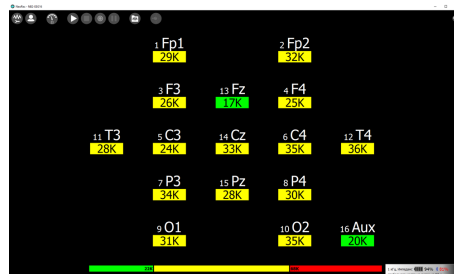 1 Fp1 2 Fp2
29K 32K
3 F3 13 Fz 4 F4
26K 17K 25K
11 T3 5 C3 14 Cz 6 C4 12 T4
28K 24K 33K 35K 36K
7 P3 15 Pz 8 P4
34K 28K 30K
9 O1 10 O2 16 Aux
31K 35K 20K
22K
94%